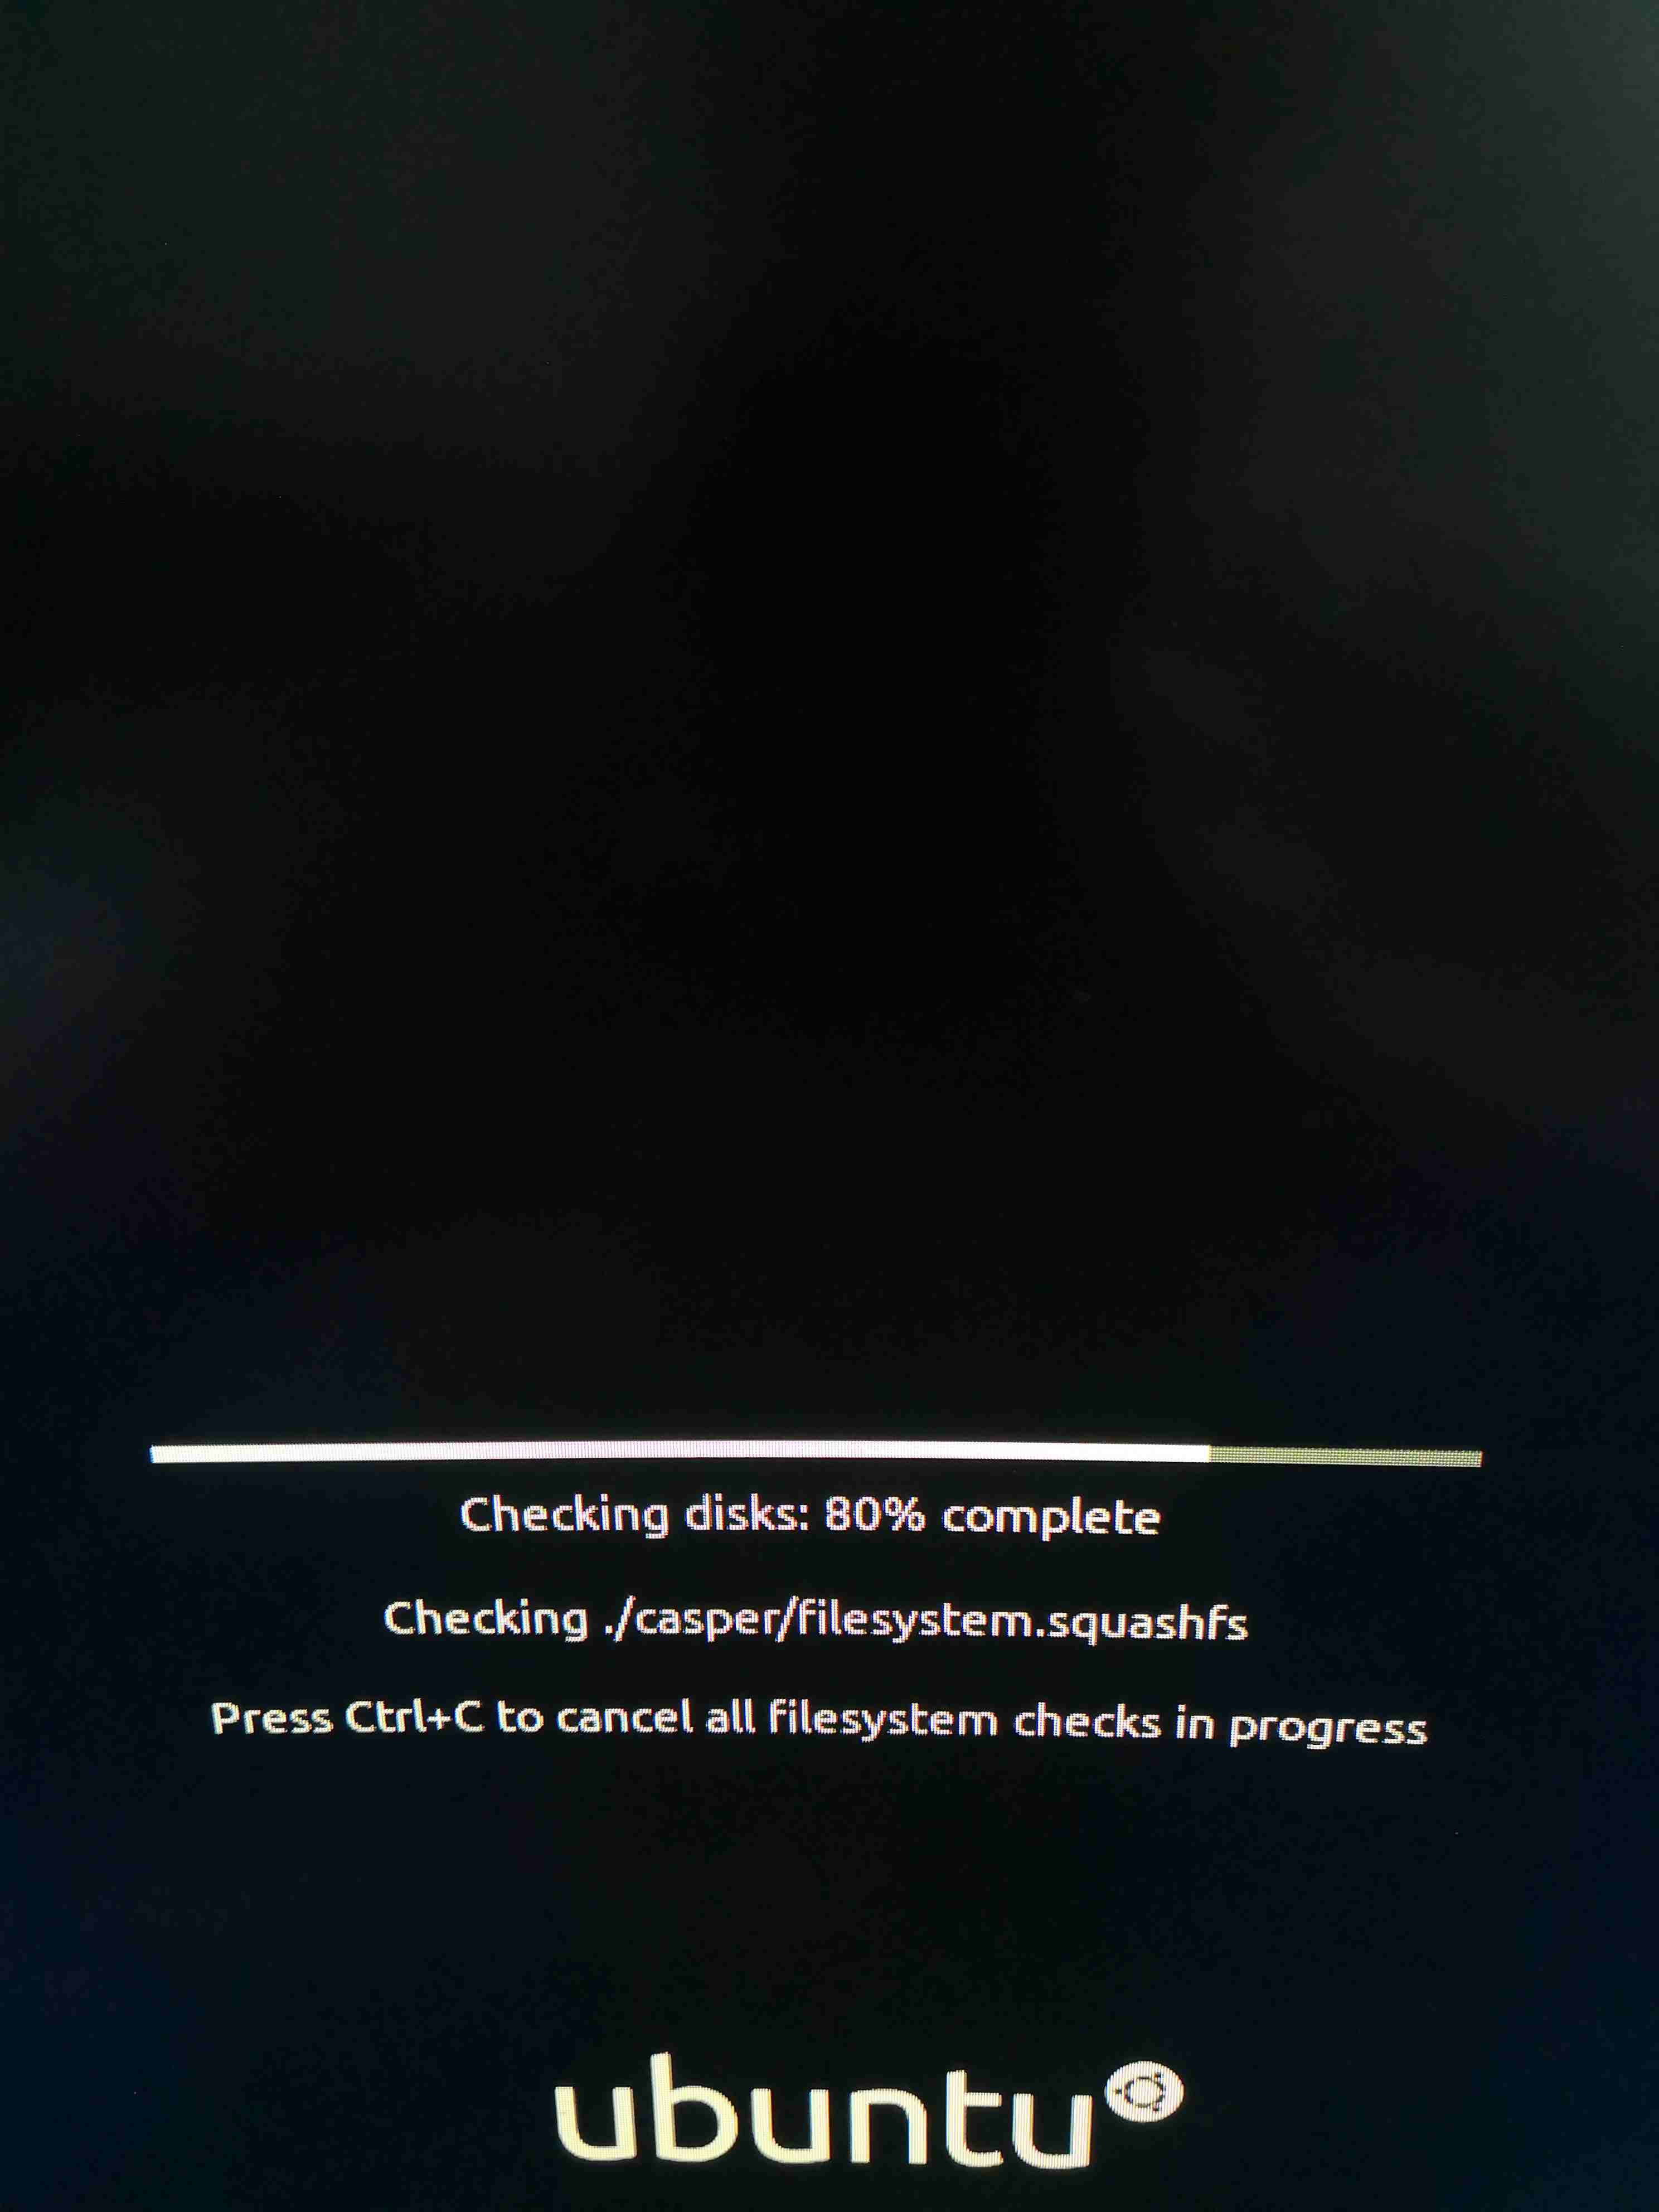 Checking disks: 80% complete
Checking ./casper/filesystem.squashfs
Press Ctrl+C to cancel all filesystem checks in progress
ubuntu